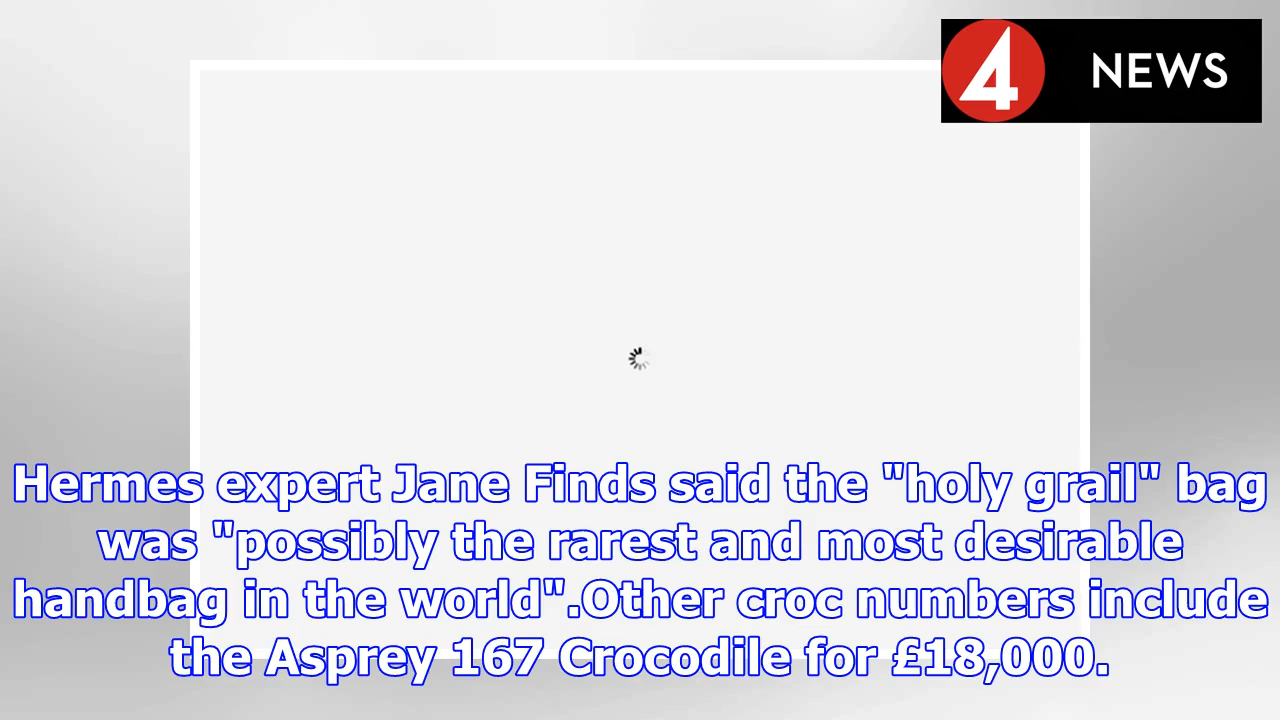 4 NEWS
Hermes expert Jane Finds said the "holy grail" bag
was "possibly the rarest and most desirable
handbag in the world".Other croc numbers include
the Asprey 167 Crocodile for £18,000.